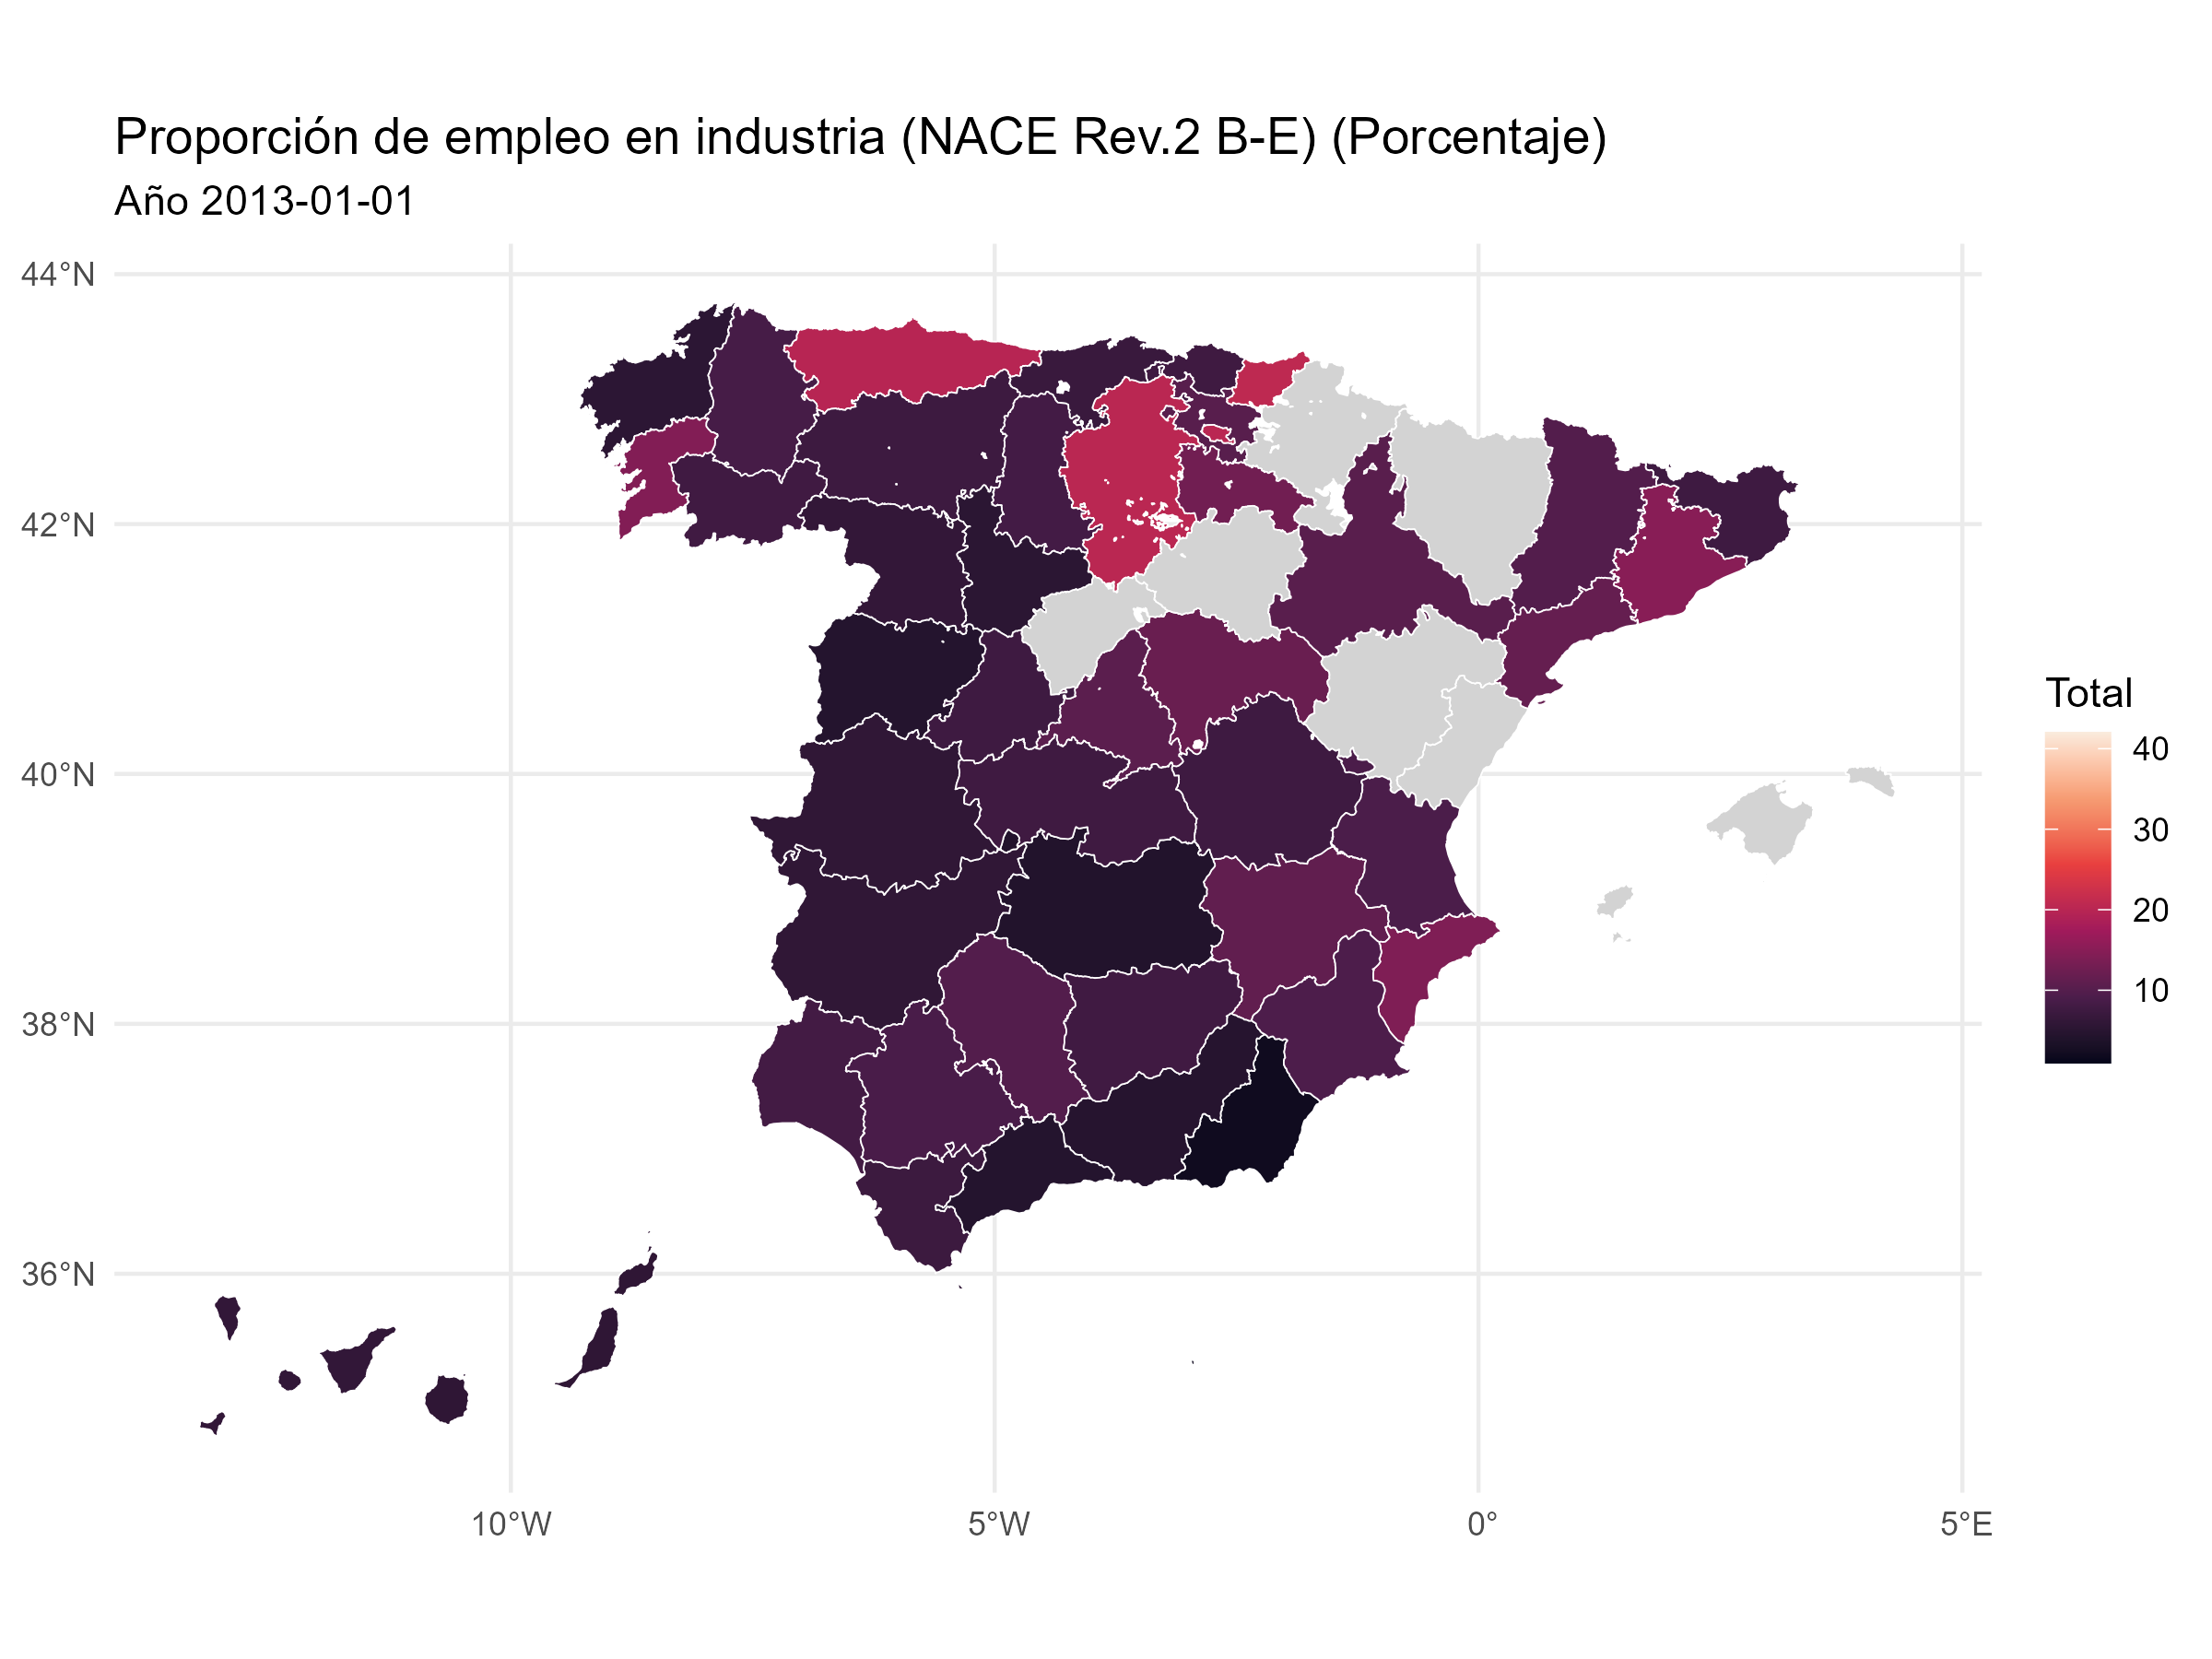 Proporción de empleo en industria (NACE Rev.2 B-E) (Porcentaje)
Año 2013-01-01
44°N
42°N
40°N
38°N
36°N
10°W
5°W
0°
5°E
Total
40
30
20
10